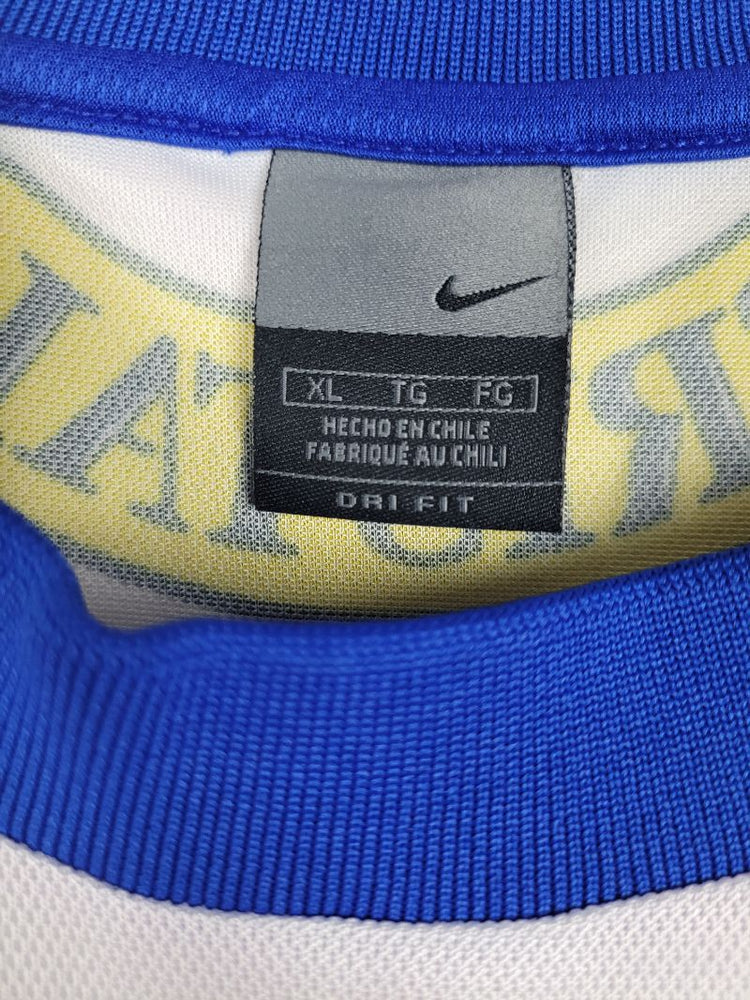 XL TG FG
HECHO EN CHILE
FABRIQUÉ AU CHILI
DRI FIT